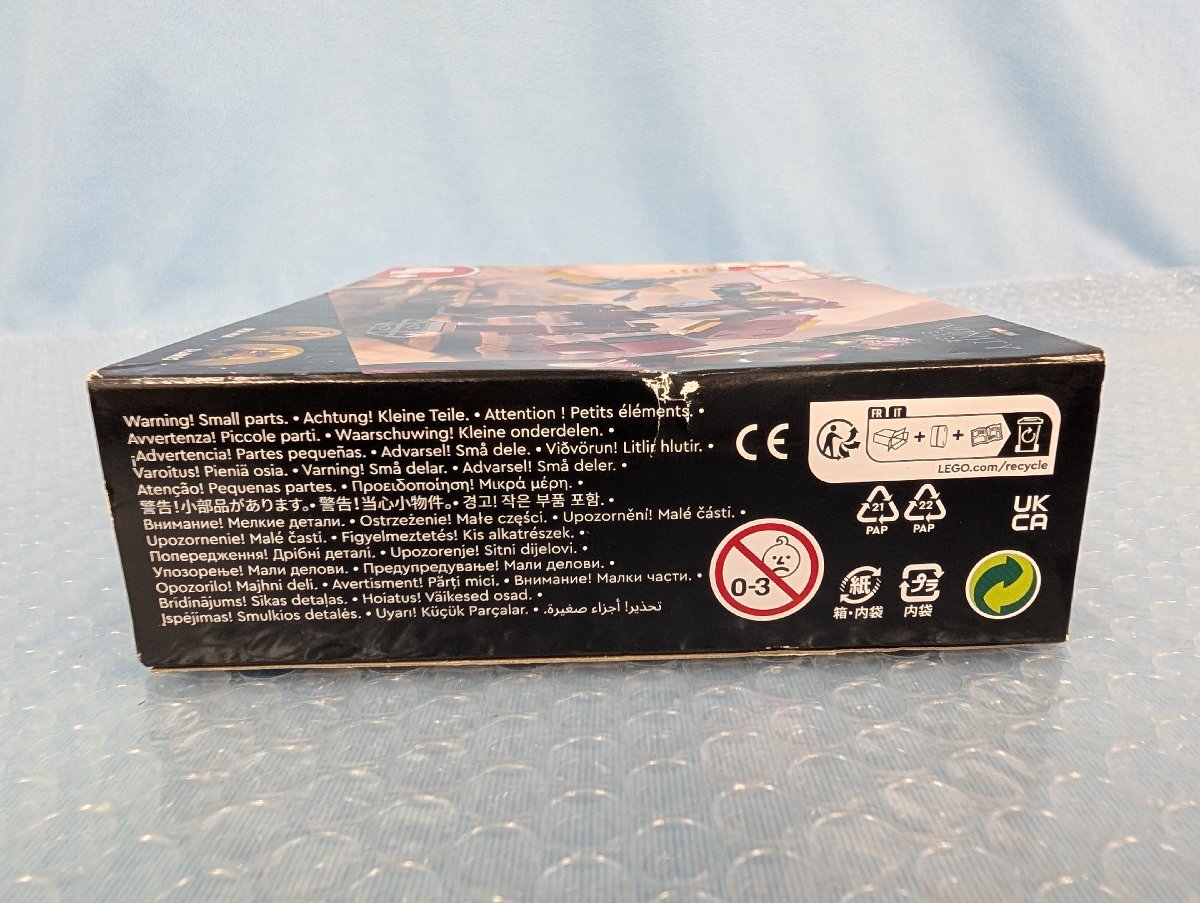 Warning! Small parts. • Achtung! Kleine Teile. • Attention ! Petits éléments. •
Avvertenza! Piccole parti. • Waarschuwing! Kleine onderdelen. •
¡Advertencia! Partes pequeñas. • Advarsel! Små dele. • Viðvörun! Litlir hlutir. •
Varoitus! Pieniä osia. • Varning! Små delar. • Advarsel! Små deler. •
Atenção! Pequenas partes. • Προειδοποίηση! Μικρά μέρη. •
警告!小部品があります。• 警告!当心小物件。• 경고! 작은 부품 포함. •
Внимание! Мелкие детали. • Ostrzeżenie! Małe części. • Upozornění! Malé části. •
Upozornenie! Malé časti. • Figyelmeztetés! Kis alkatrészek. •
Попередження! Дрібні деталі. • Upozorenje! Sitni dijelovi. •
Упозорење! Мали делови. • Предупредување! Мали делови. •
Opozorilo! Majhni deli. • Avertisment! Părți mici. • Внимание! Малки части. •
Brīdinājums! Sīkas detaļas. • Hoiatus! Väikesed osad. •
Įspėjimas! Smulkios detalės. • Uyarı! Küçük Parçalar. • تحذير! أجزاء صغيرة.
CE
FR IT
+ +
LEGO.com/recycle
21
PAP
22
PAP
UK
CA
0-3
紙
箱・内袋
プラ
内袋